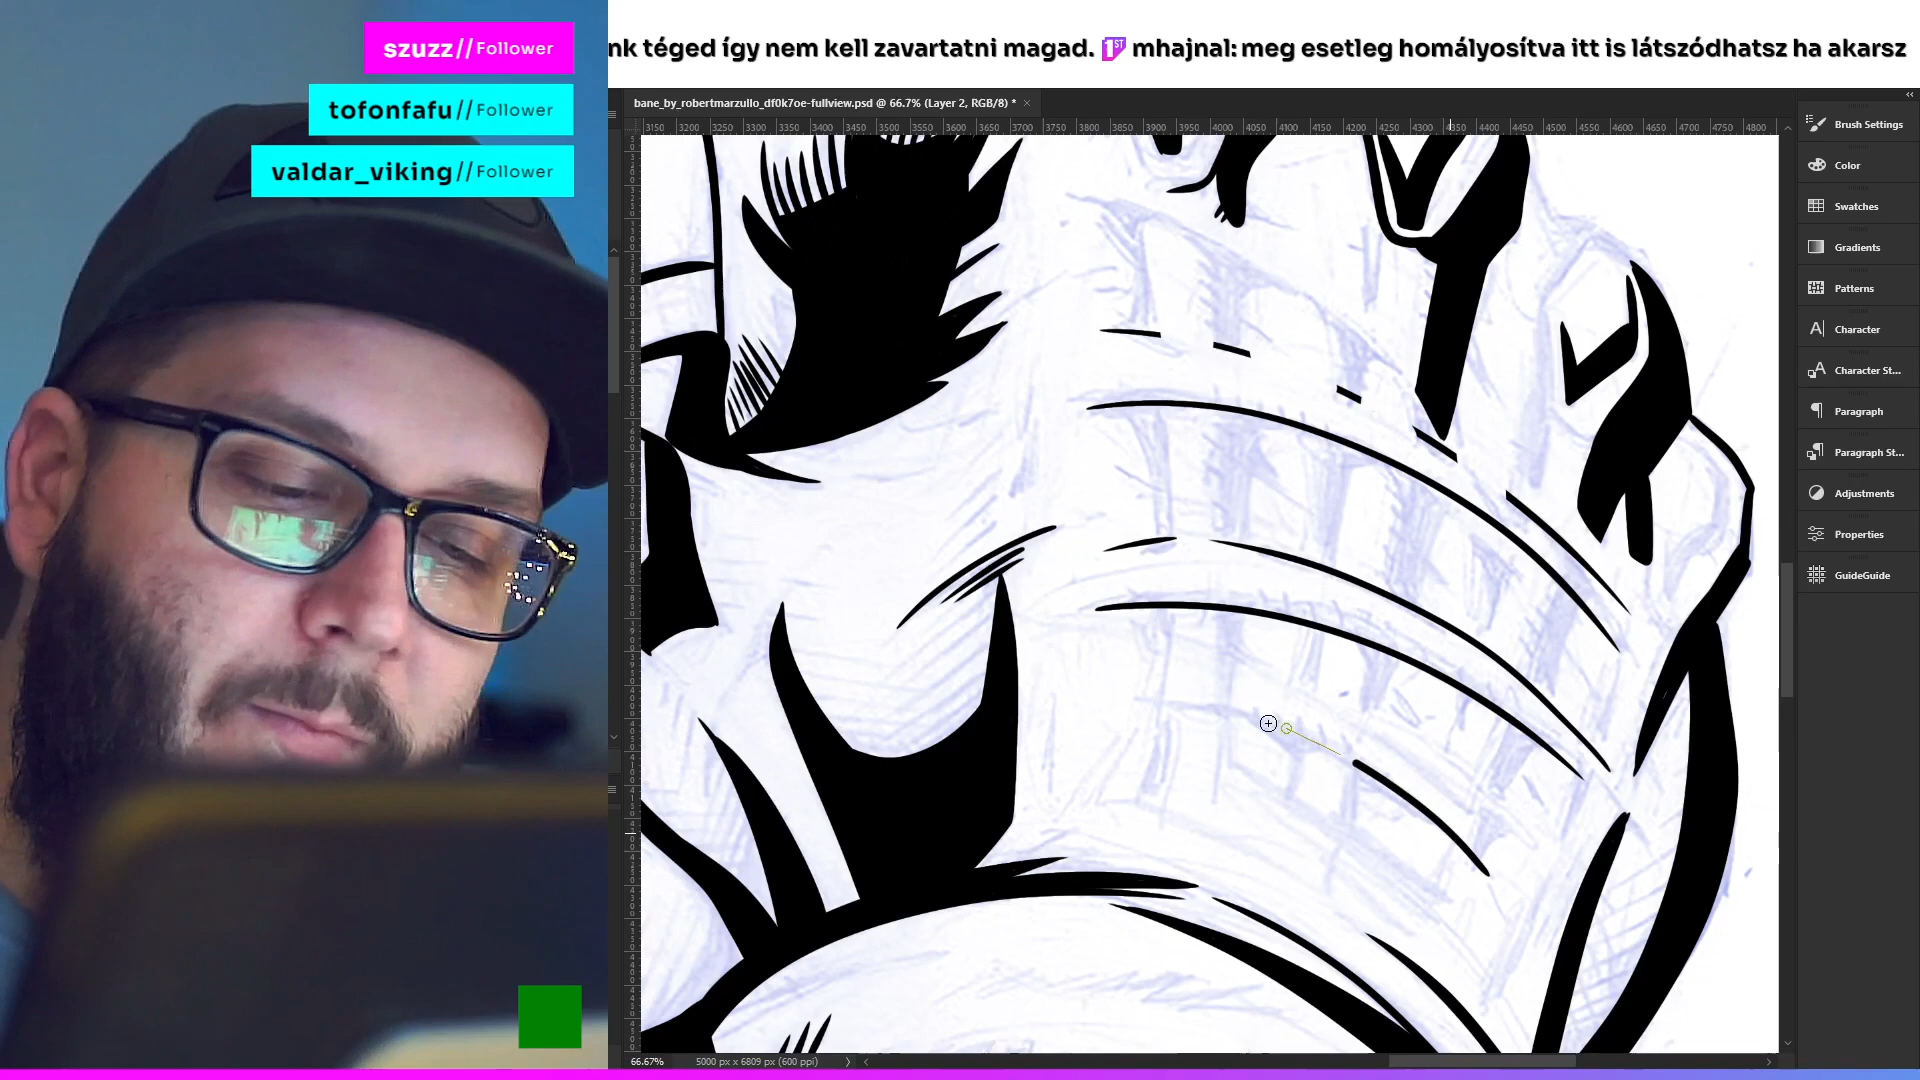 szuzz//Follower
tofonfafu//Follower
valdar_viking//Follower
nk téged így nem kell zavartatni magad. 1ST mhajnal: meg esetleg homályosítva itt is látszódhatsz ha akarsz
bane_by_robertmarzullo_df0k7oe-fullview.psd @ 66.7% (Layer 2, RGB/8) *
3150 3200 3250 3300 3350 3400 3450 3500 3550 3600 3650 3700 3750 3800 3850 3900 3950 4000 4050 4100 4150 4200 4250 4300 4350 4400 4450 4500 4550 4600 4650 4700 4750 4800
Brush Settings
Color
Swatches
Gradients
Patterns
Character
Character St...
Paragraph
Paragraph St...
Adjustments
Properties
GuideGuide
66.67% 5000 px x 6809 px (600 ppi)